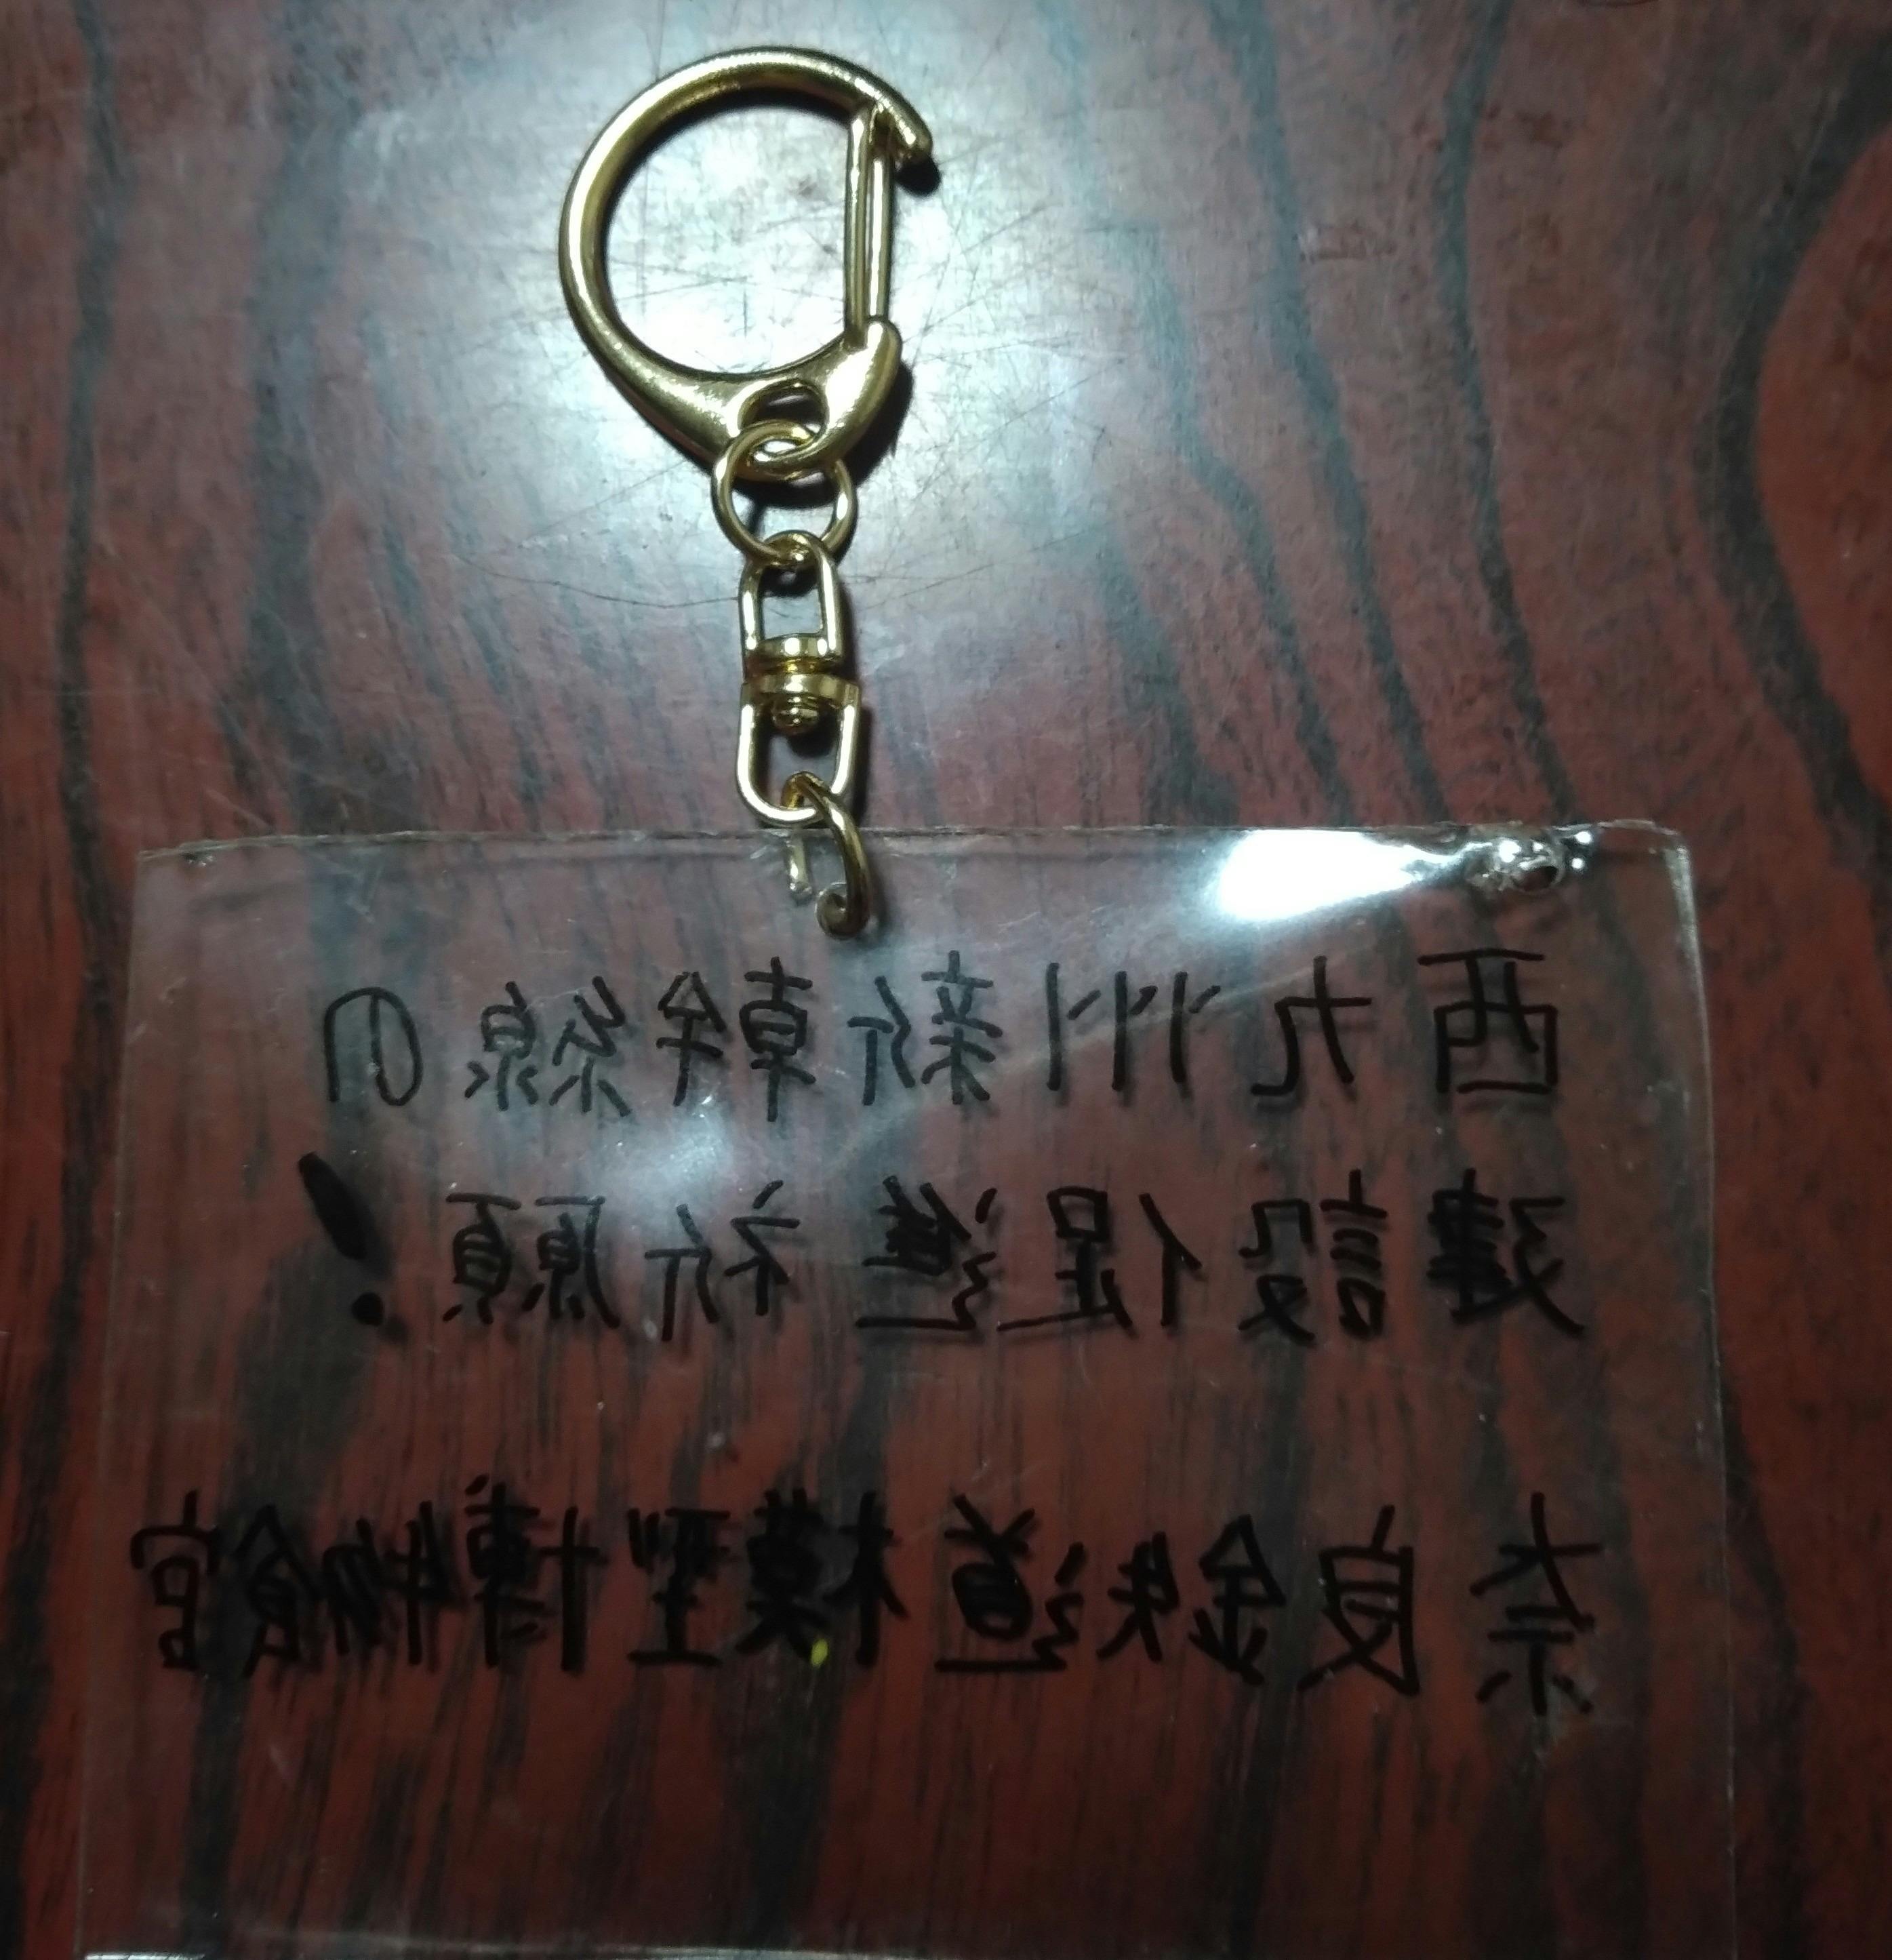 西九州新幹線の
建設促進祈願！
奈良鉄道模型博物館